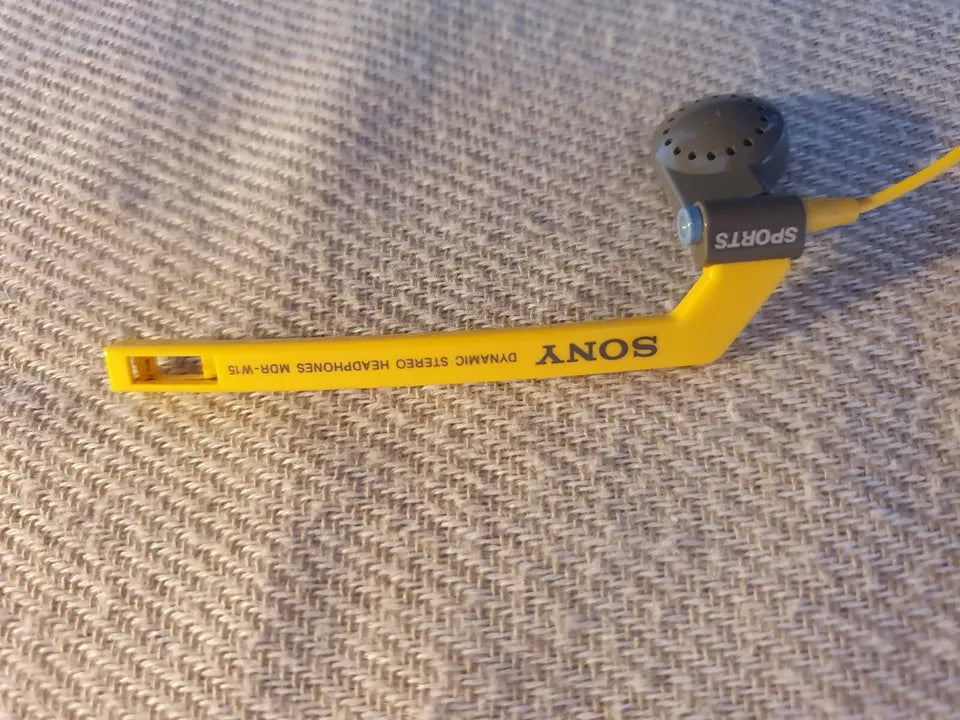 SPORTS
SONY DYNAMIC STEREO HEADPHONES MDR-W15